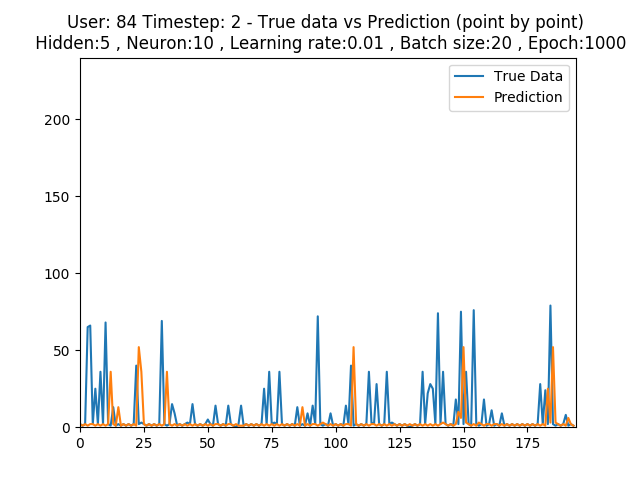 User: 84 Timestep: 2 - True data vs Prediction (point by point)
Hidden:5 , Neuron:10 , Learning rate:0.01 , Batch size:20 , Epoch:1000
True Data
Prediction
200
150
100
50
0
0 25 50 75 100 125 150 175